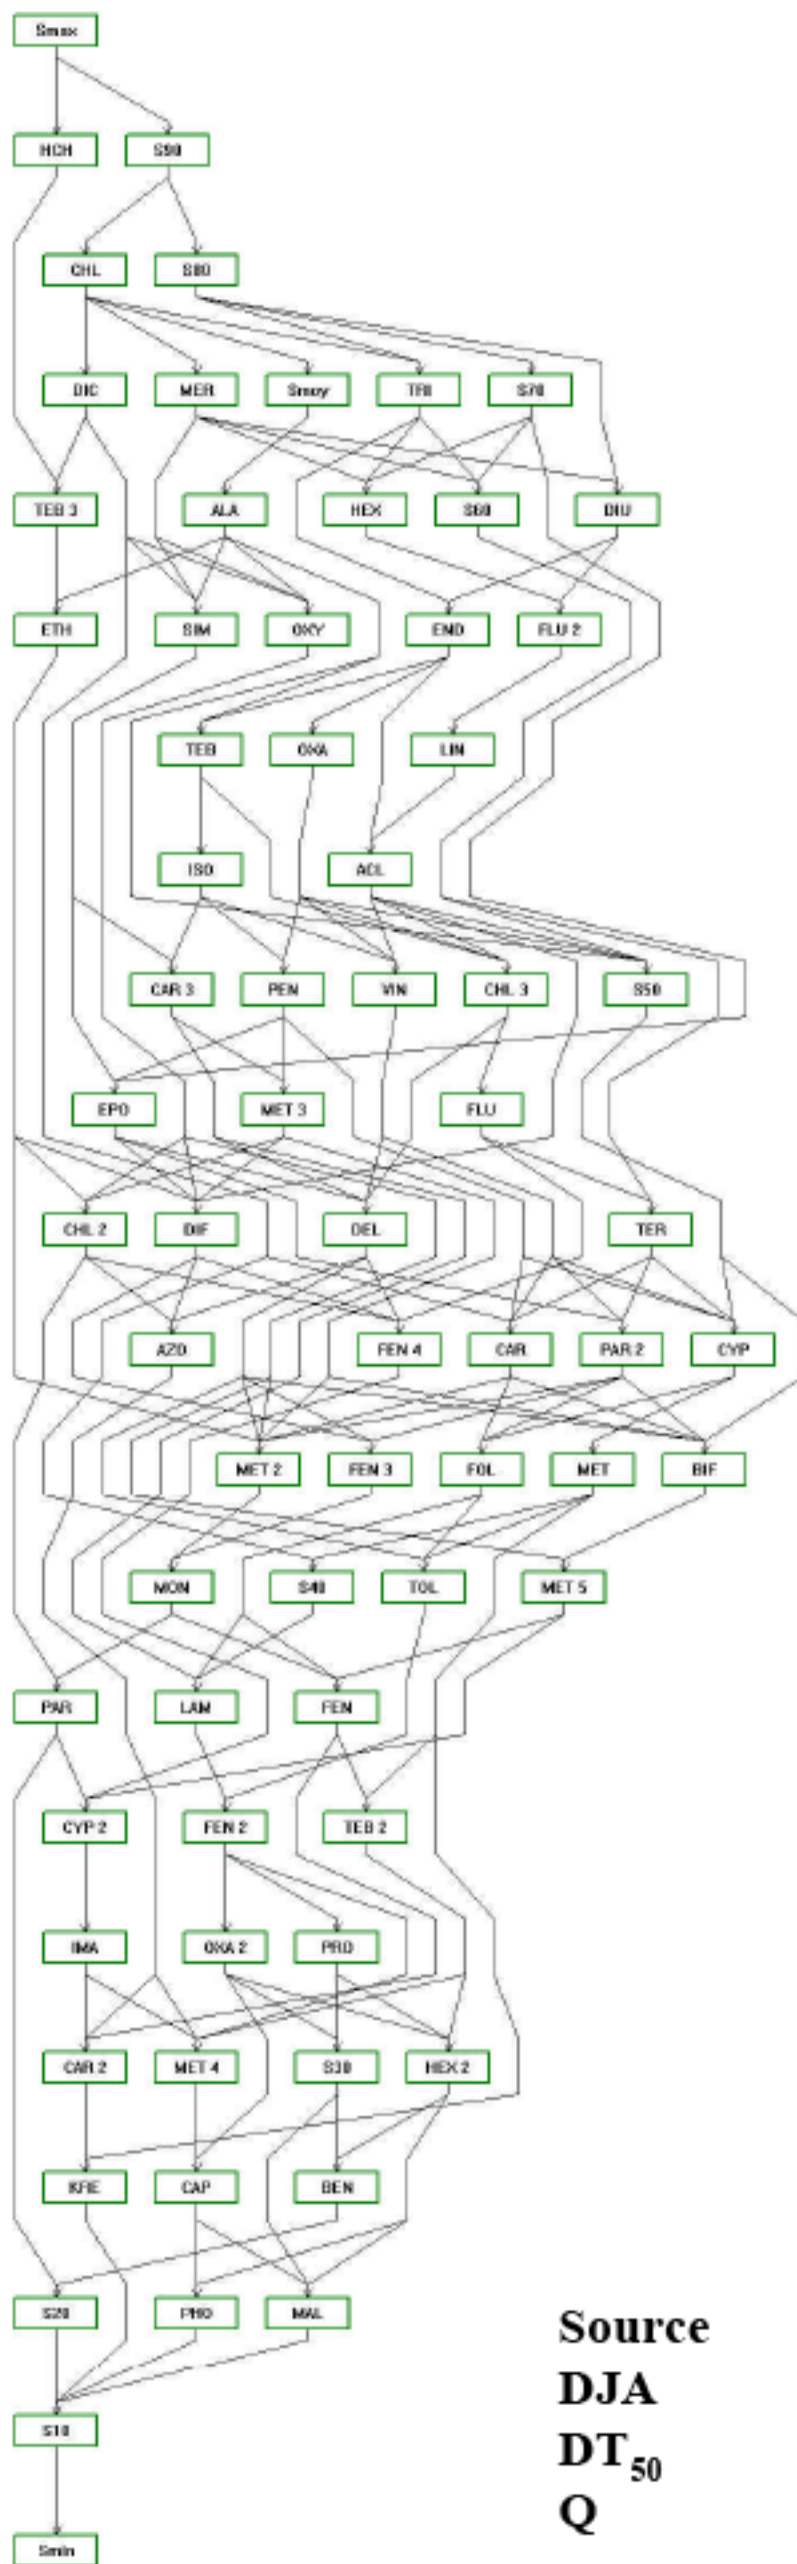 Smax
HCH S90
CHL S80
DIC MER Smoy TRI S70
TEB 3 ALA HEX S60 DIU
ETH SIM OXY END FLU 2
TEB OXA LIN
ISO ACL
CAR 3 PEN VIN CHL 3 S50
EPO MET 3 FLU
CHL 2 DIF DEL TER
AZO FEN 4 CAR PAR 2 CYP
MET 2 FEN 3 FOL MET BIF
MON S40 TOL MET 5
PAR LAM FEN
CYP 2 FEN 2 TEB 2
IMA OXA 2 PRO
CAR 2 MET 4 S30 HEX 2
KRE CAP BEN
S20 PHO MAL
S10
Smin
Source
DJA
DT50
Q